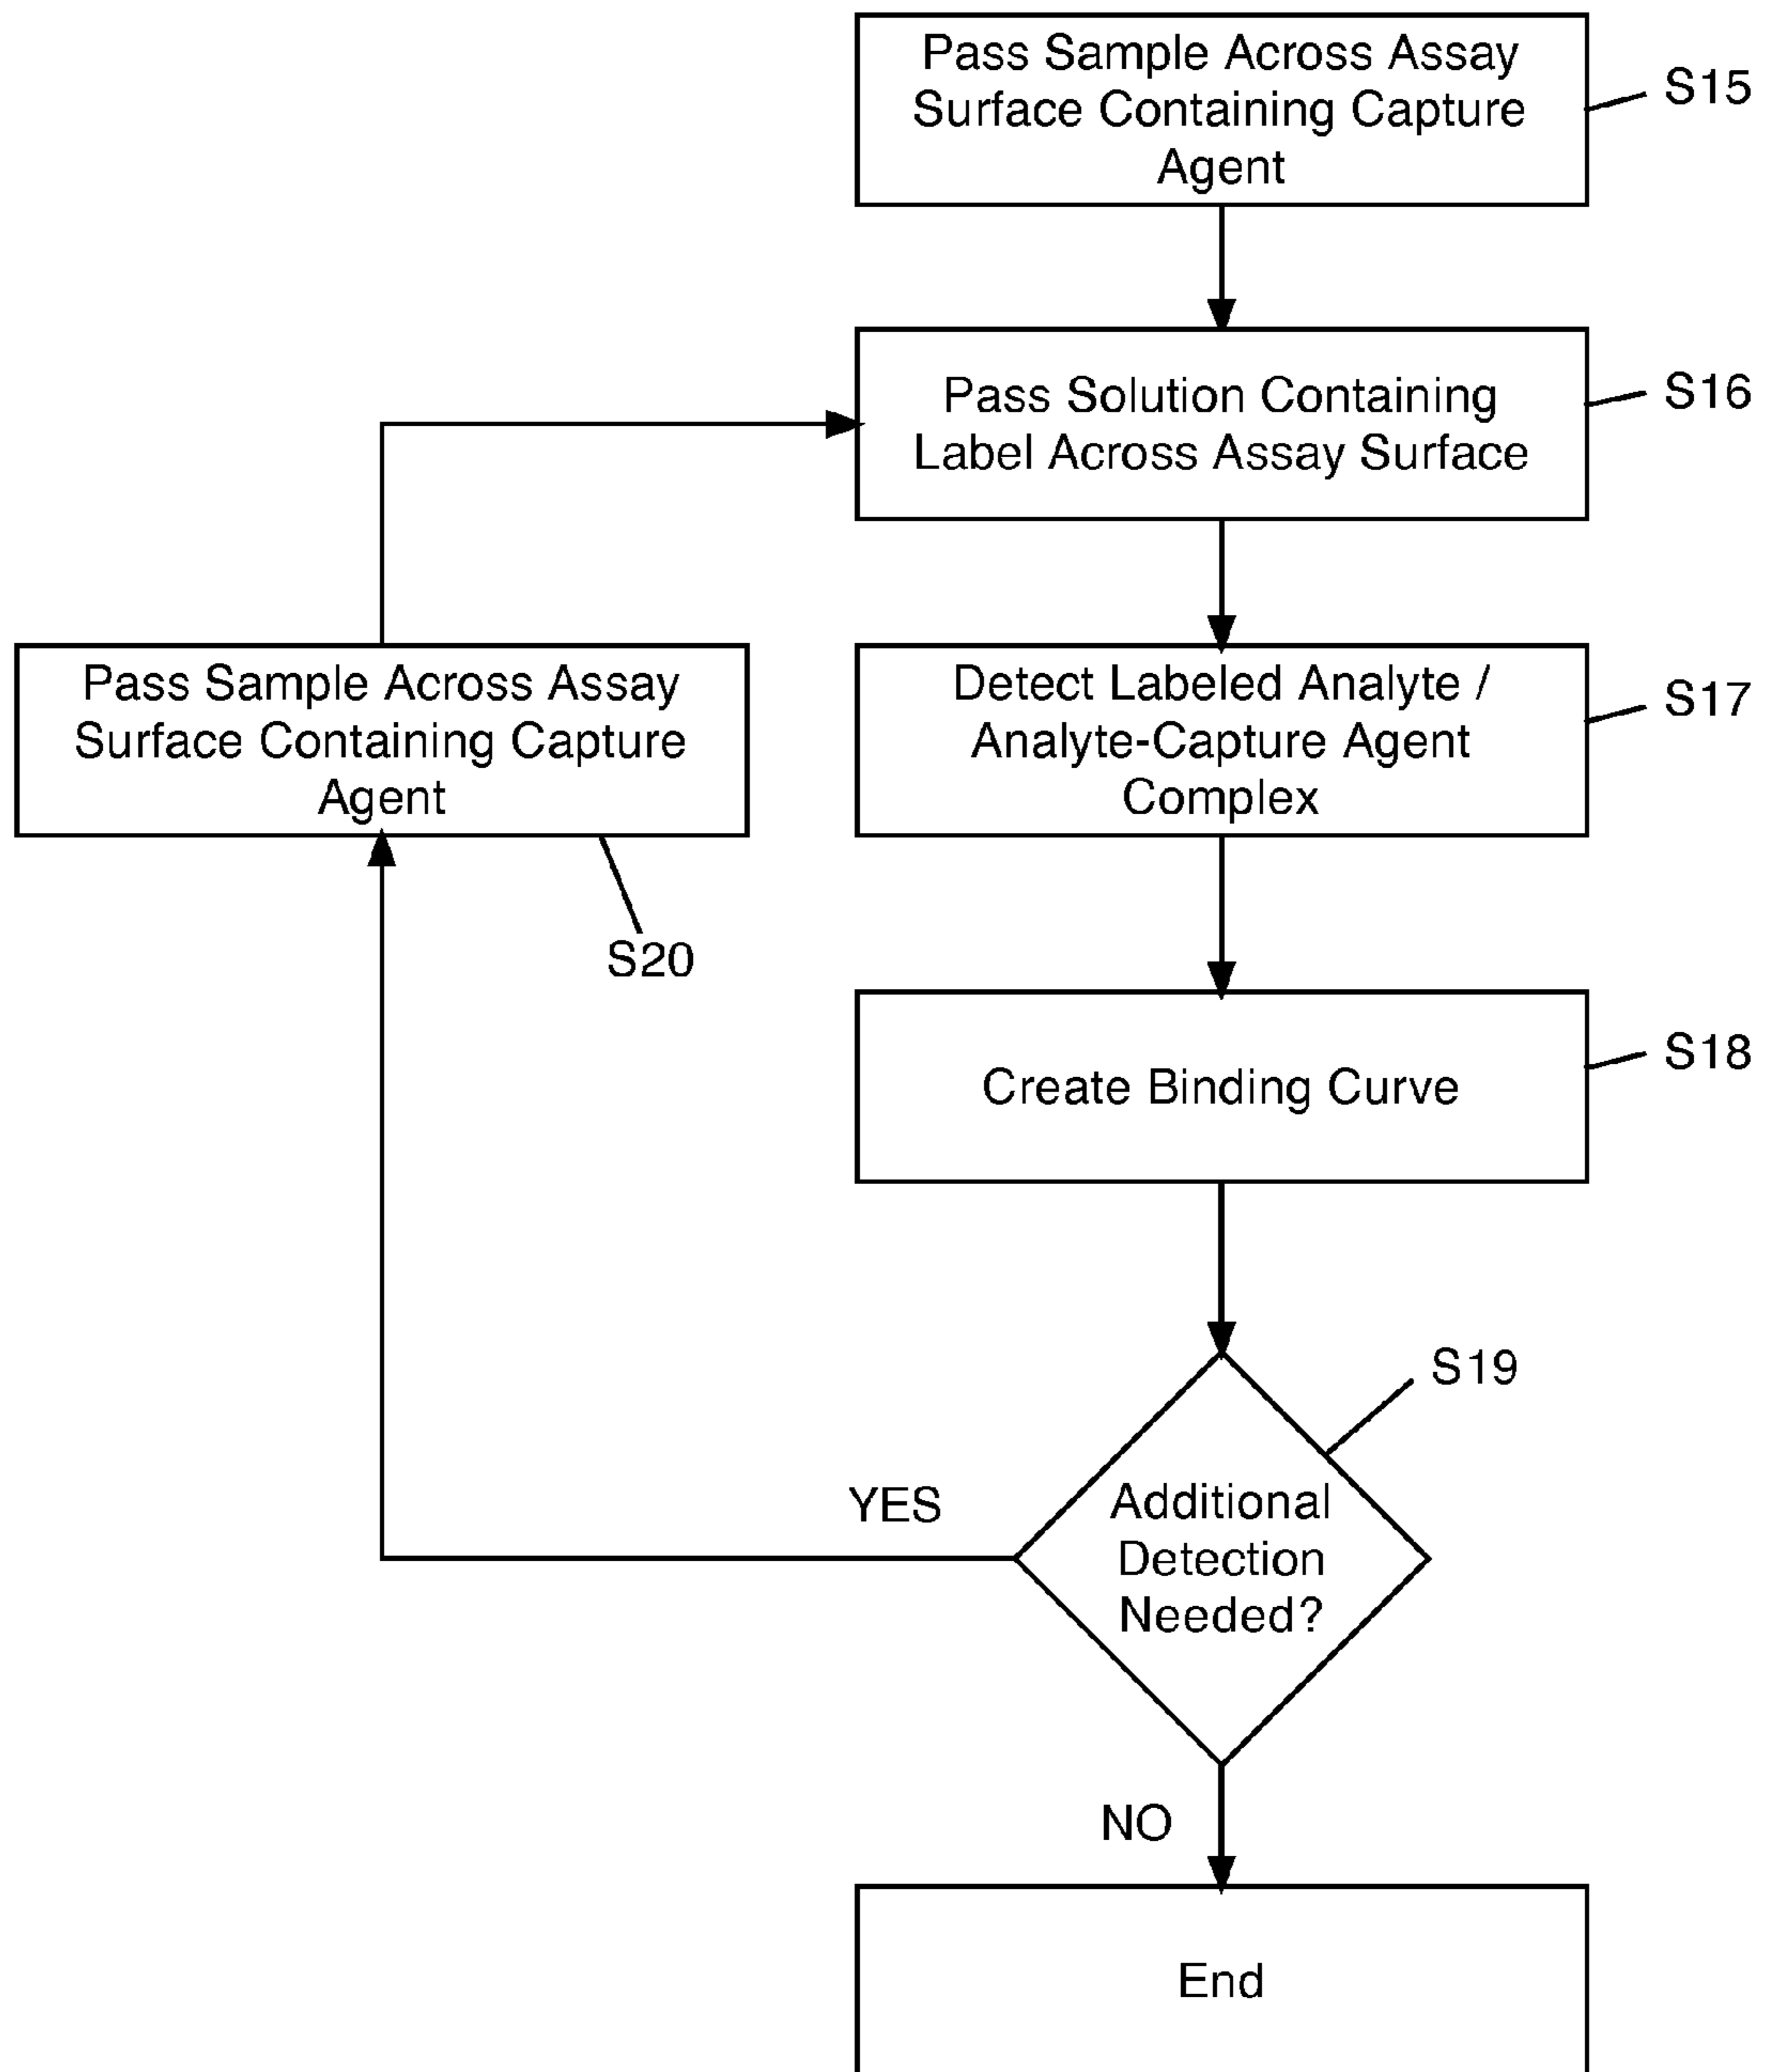 Pass Sample Across Assay
Surface Containing Capture
Agent
S15
Pass Solution Containing
Label Across Assay Surface
S16
Pass Sample Across Assay
Surface Containing Capture
Agent
S20
Detect Labeled Analyte /
Analyte-Capture Agent
Complex
S17
Create Binding Curve
S18
S19
Additional
Detection
Needed?
YES
NO
End